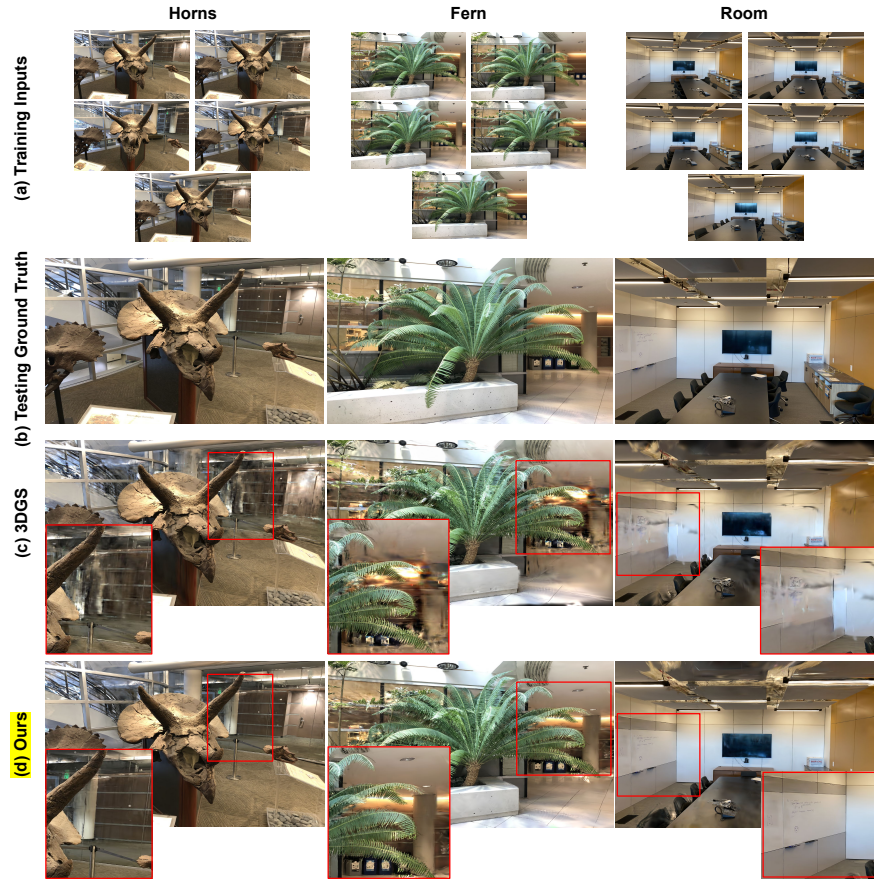 Horns Fern Room
(a) Training Inputs
(b) Testing Ground Truth
(c) 3DGS
(d) Ours